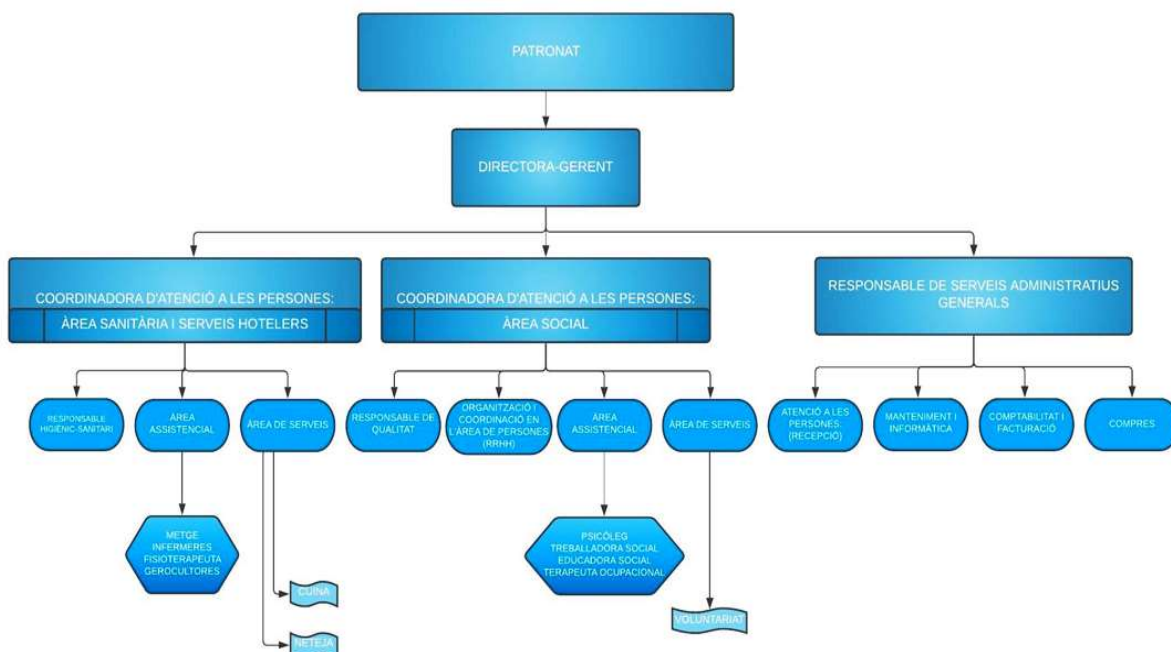 PATRONAT
DIRECTORA-GERENT
COORDINADORA D'ATENCIÓ A LES PERSONES:
ÀREA SANITÀRIA I SERVEIS HOTELERS
COORDINADORA D'ATENCIÓ A LES PERSONES:
ÀREA SOCIAL
RESPONSABLE DE SERVEIS ADMINISTRATIUS
GENERALS
RESPONSABLE
HIGIÈNIC-SANITARI
ÀREA
ASSISTENCIAL
ÀREA DE SERVEIS
RESPONSABLE DE
QUALITAT
ORGANITZACIÓ I
COORDINACIÓ EN
L'ÀREA DE PERSONES
(RRHH)
ÀREA
ASSISTENCIAL
ÀREA DE SERVEIS
ATENCIÓ A LES
PERSONES:
(RECEPCIÓ)
MANTENIMENT I
INFORMÀTICA
COMPTABILITAT I
FACTURACIÓ
COMPRES
METGE
INFERMERES
FISIOTERAPEUTA
GEROCULTORES
PSICÒLEG
TREBALLADORA SOCIAL
EDUCADORA SOCIAL
TERAPEUTA OCUPACIONAL
CUINA
VOLUNTARIAT
NETEJA